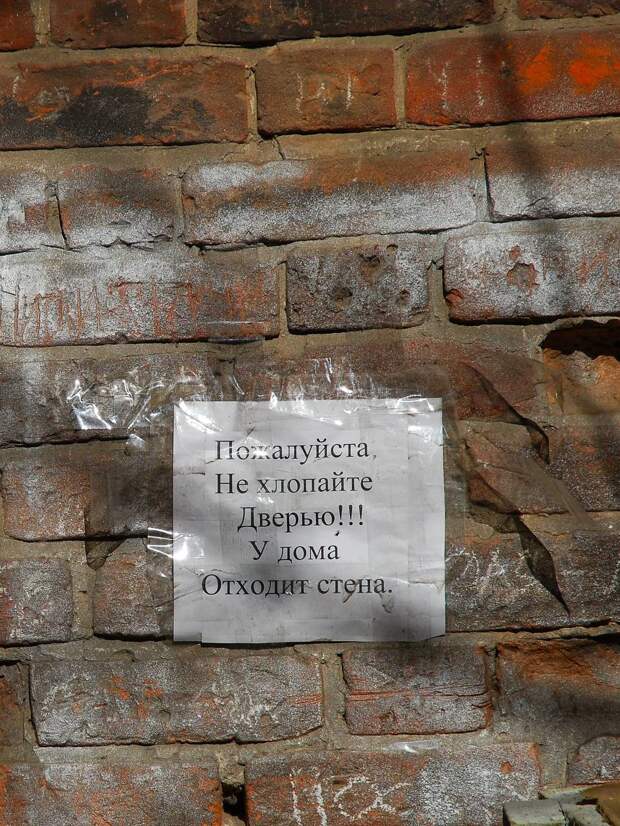 Пожалуйста,
Не хлопайте
Дверью!!!
У дома
Отходит стена.